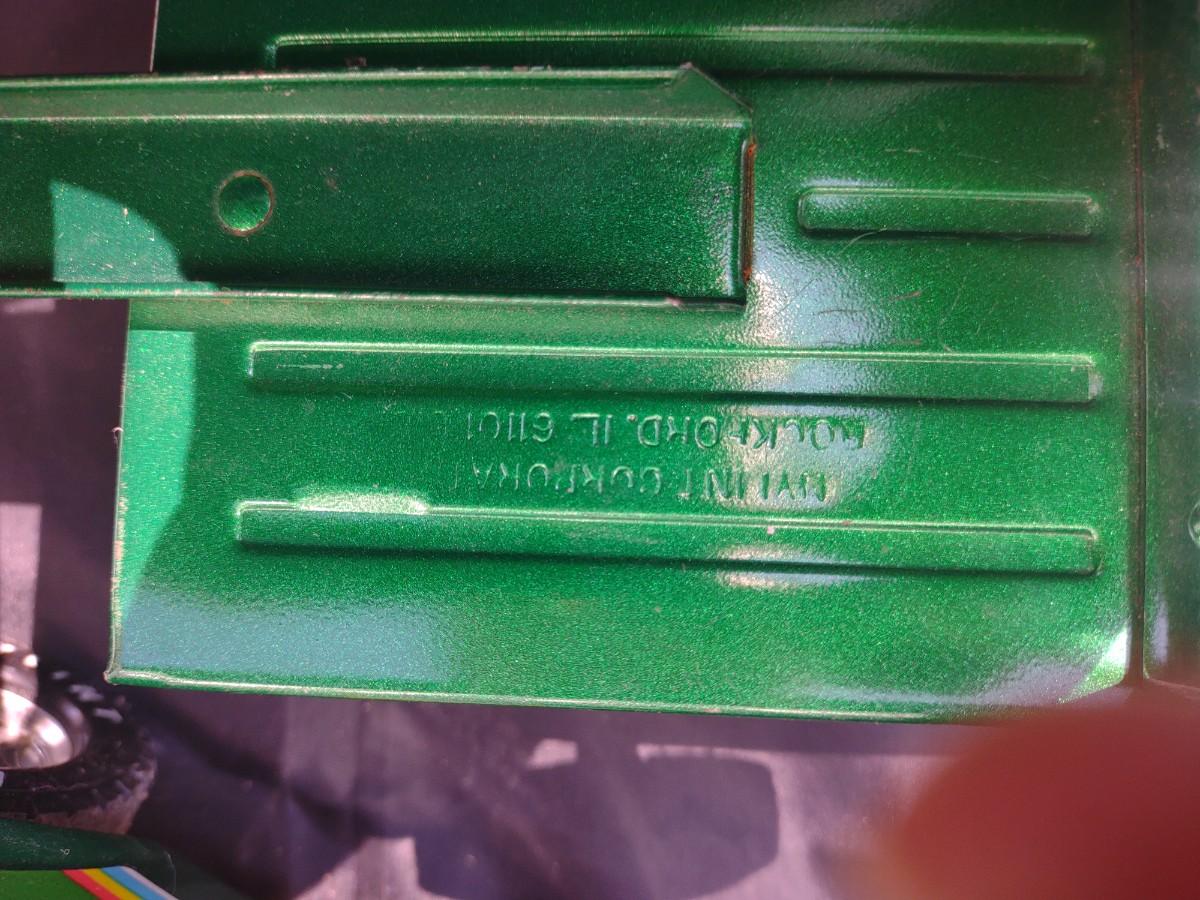 NYLINT CORPORAT
ROCKFORD. IL 61101